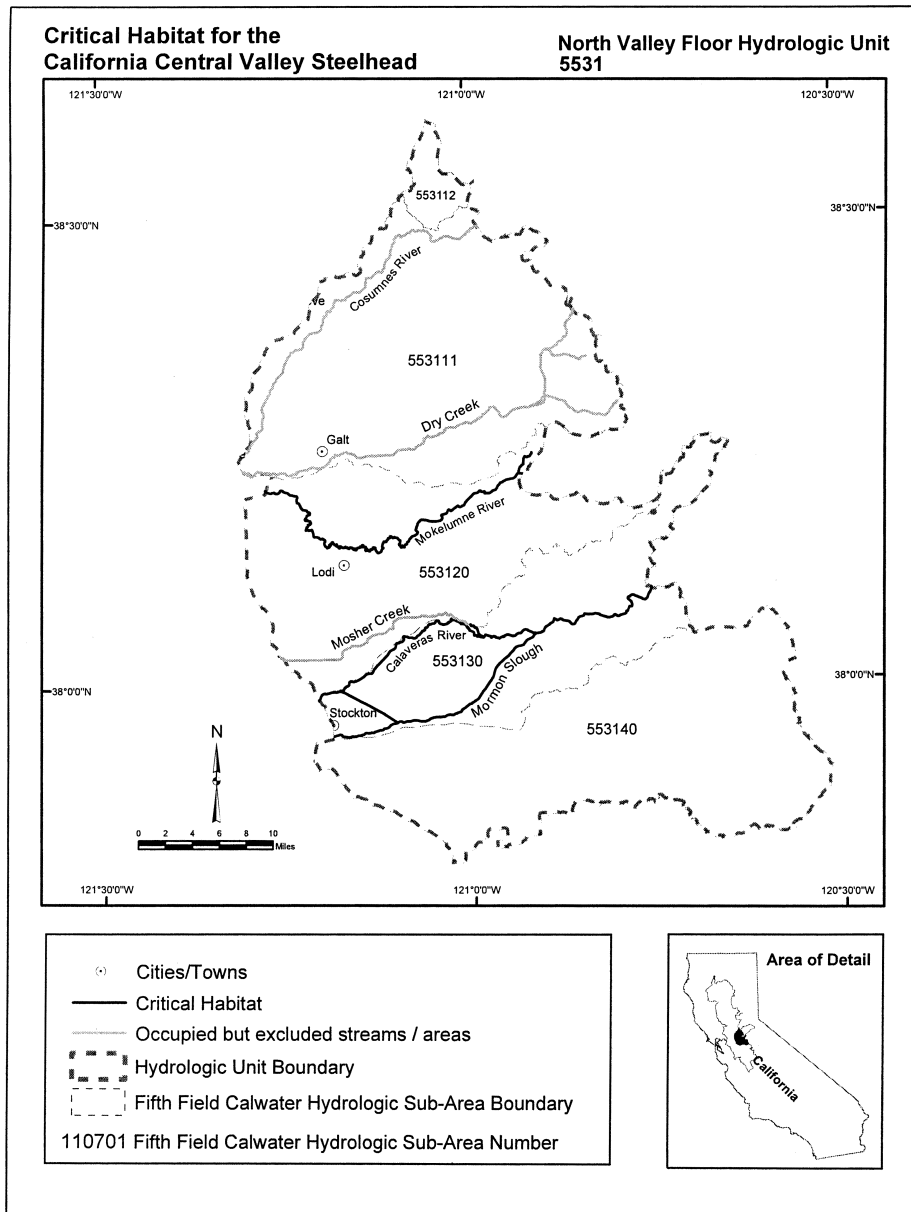 Critical Habitat for the
California Central Valley Steelhead
North Valley Floor Hydrologic Unit
5531
121°30'0"W
121°0'0"W
120°30'0"W
553112
38°30'0"N
38°30'0"N
Cosumnes River
553111
Dry Creek
Galt
Mokelumne River
Lodi
553120
Mosher Creek
Calaveras River
553130
Mormon Slough
38°0'0"N
38°0'0"N
Stockton
553140
N
0 2 4 6 8 10
Miles
121°30'0"W
121°0'0"W
120°30'0"W
Cities/Towns
Critical Habitat
Occupied but excluded streams / areas
Hydrologic Unit Boundary
Fifth Field Calwater Hydrologic Sub-Area Boundary
110701 Fifth Field Calwater Hydrologic Sub-Area Number
Area of Detail
California